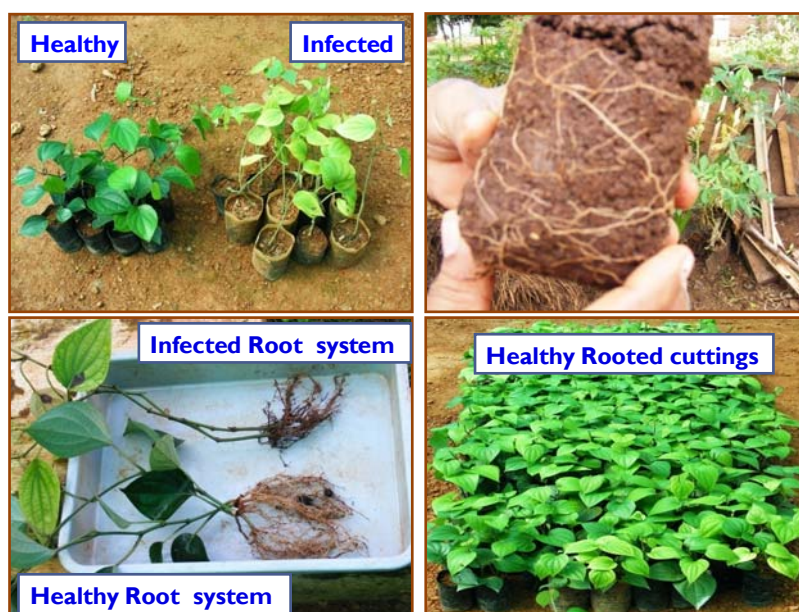 Healthy
Infected
Infected Root system
Healthy Root system
Healthy Rooted cuttings